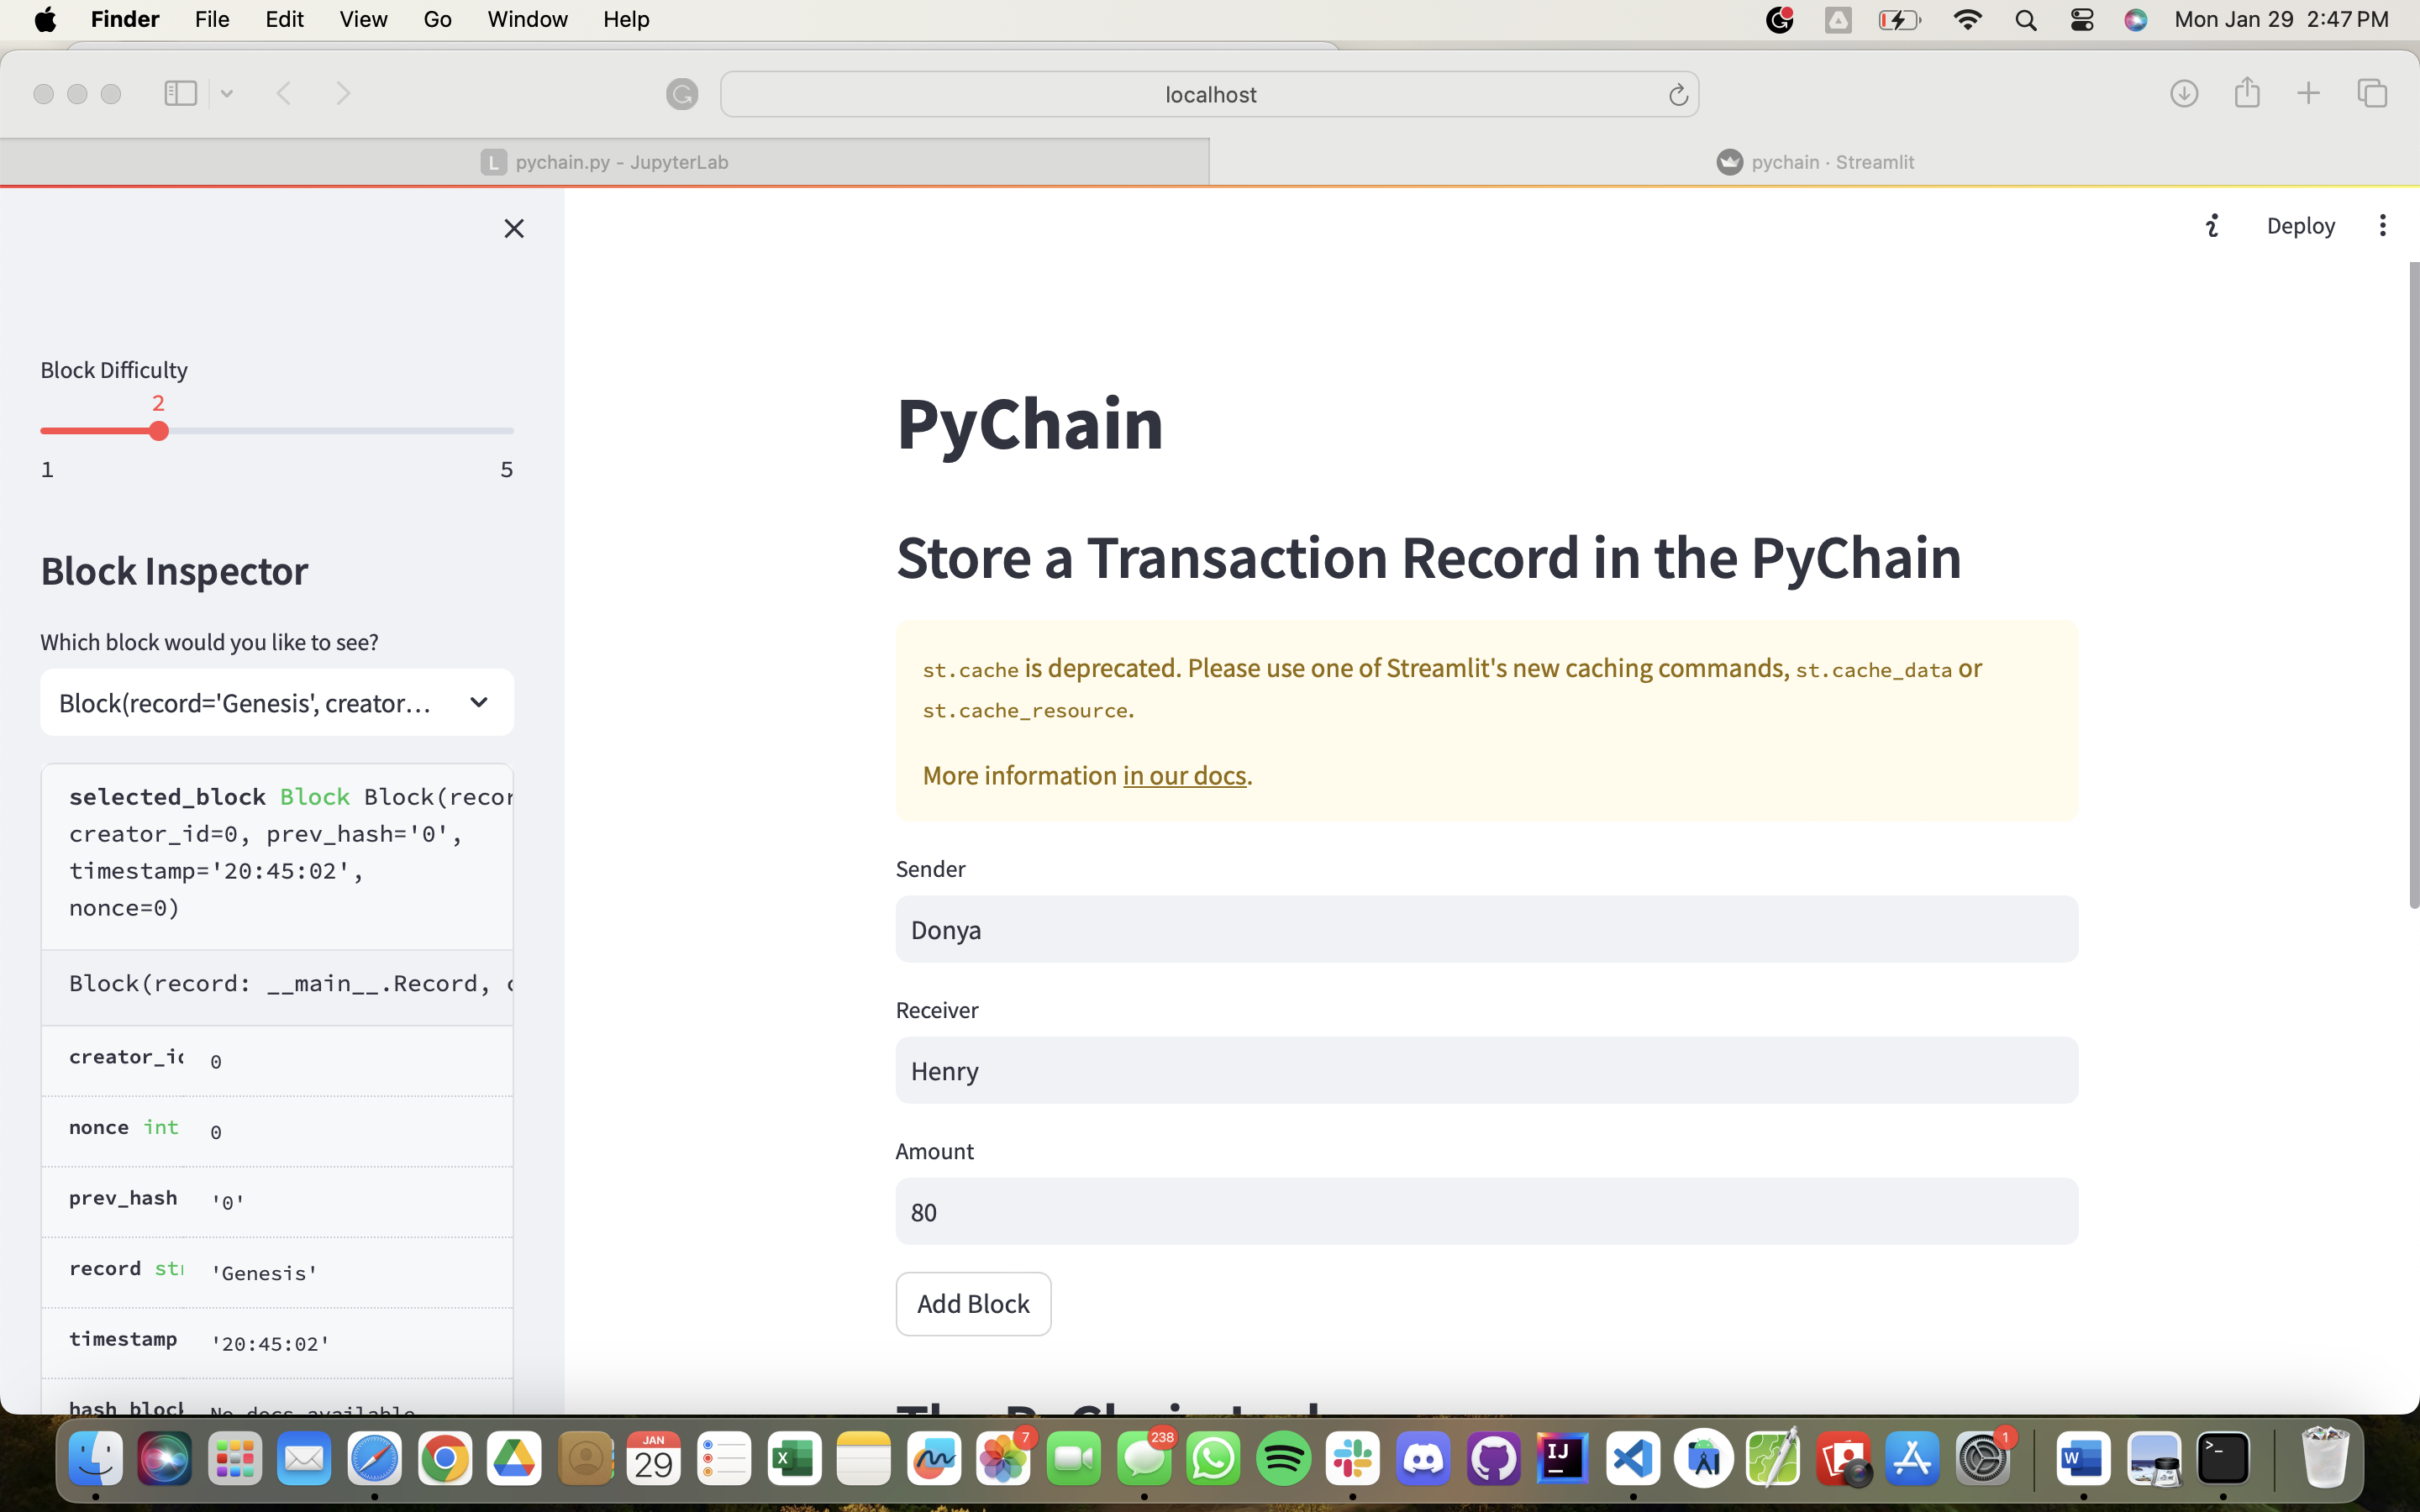 Finder File Edit View Go Window Help Mon Jan 29 2:47 PM
localhost
L pychain.py - JupyterLab
pychain · Streamlit
Deploy
Block Difficulty
2
1 5
Block Inspector
Which block would you like to see?
Block(record='Genesis', creator...
selected_block Block Block(recor
creator_id=0, prev_hash='0',
timestamp='20:45:02',
nonce=0)
Block(record: __main__.Record, c
creator_id 0
nonce int 0
prev_hash '0'
record str 'Genesis'
timestamp '20:45:02'
hash_block No docs available
PyChain
Store a Transaction Record in the PyChain
st.cache is deprecated. Please use one of Streamlit's new caching commands, st.cache_data or
st.cache_resource.
More information in our docs.
Sender
Donya
Receiver
Henry
Amount
80
Add Block
The PyChain Ledger
JAN
29
7
238
IJ
1